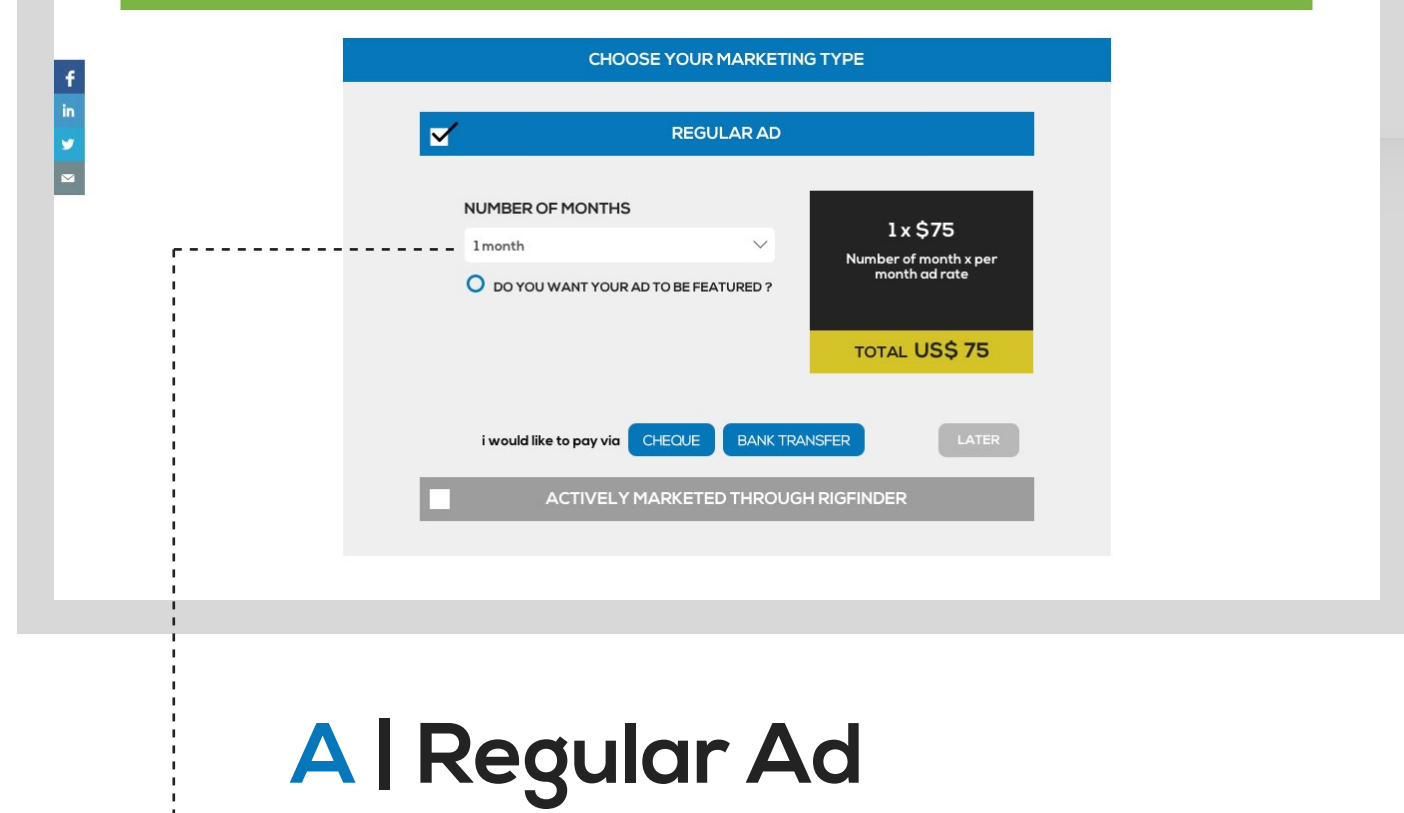 CHOOSE YOUR MARKETING TYPE
f
in
REGULAR AD
NUMBER OF MONTHS
1 month
DO YOU WANT YOUR AD TO BE FEATURED ?
1 x $75
Number of month x per
month ad rate
TOTAL US$ 75
i would like to pay via CHEQUE BANK TRANSFER LATER
ACTIVELY MARKETED THROUGH RIGFINDER
A | Regular Ad